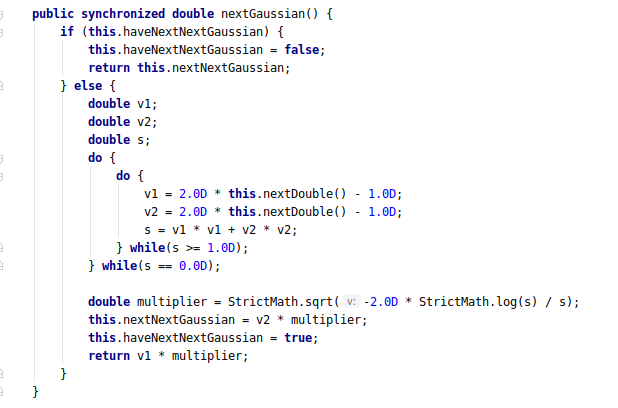 public synchronized double nextGaussian() {
    if (this.haveNextNextGaussian) {
        this.haveNextNextGaussian = false;
        return this.nextNextGaussian;
    } else {
        double v1;
        double v2;
        double s;
        do {
            do {
                v1 = 2.0D * this.nextDouble() - 1.0D;
                v2 = 2.0D * this.nextDouble() - 1.0D;
                s = v1 * v1 + v2 * v2;
            } while(s >= 1.0D);
        } while(s == 0.0D);
        double multiplier = StrictMath.sqrt( v: -2.0D * StrictMath.log(s) / s);
        this.nextNextGaussian = v2 * multiplier;
        this.haveNextNextGaussian = true;
        return v1 * multiplier;
    }
}